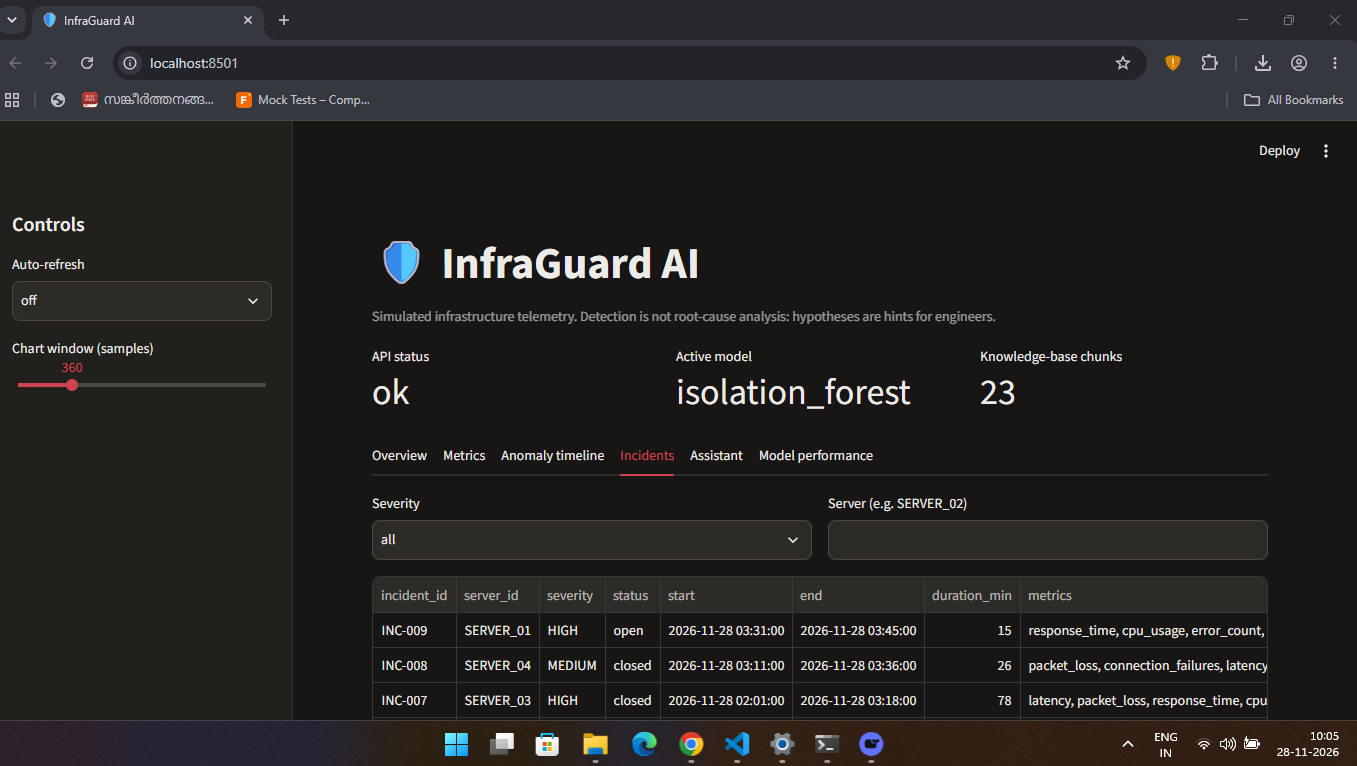 InfraGuard AI
localhost:8501
സങ്കീർത്തനങ്ങ...
Mock Tests – Comp...
All Bookmarks
Deploy
Controls
Auto-refresh
off
Chart window (samples)
360
InfraGuard AI
Simulated infrastructure telemetry. Detection is not root-cause analysis: hypotheses are hints for engineers.
API status Active model Knowledge-base chunks
ok isolation_forest 23
Overview Metrics Anomaly timeline Incidents Assistant Model performance
Severity Server (e.g. SERVER_02)
all
incident_id server_id severity status start end duration_min metrics
INC-009 SERVER_01 HIGH open 2026-11-28 03:31:00 2026-11-28 03:45:00 15 response_time, cpu_usage, error_count,
INC-008 SERVER_04 MEDIUM closed 2026-11-28 03:11:00 2026-11-28 03:36:00 26 packet_loss, connection_failures, latency
INC-007 SERVER_03 HIGH closed 2026-11-28 02:01:00 2026-11-28 03:18:00 78 latency, packet_loss, response_time, cpu
ENG 10:05
IN 28-11-2026